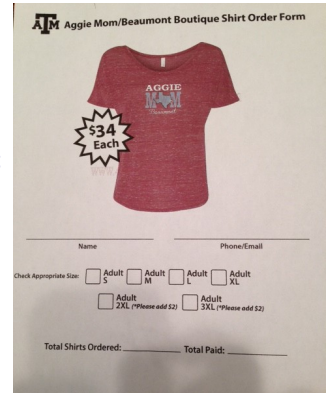 ATM Aggie Mom/Beaumont Boutique Shirt Order Form
AGGIE
MOM
Beaumont
$34
Each
Name
Phone/Email
Check Appropriate Size:
Adult S
Adult M
Adult L
Adult XL
Adult 2XL (*Please add $2)
Adult 3XL (*Please add $2)
Total Shirts Ordered:
Total Paid: